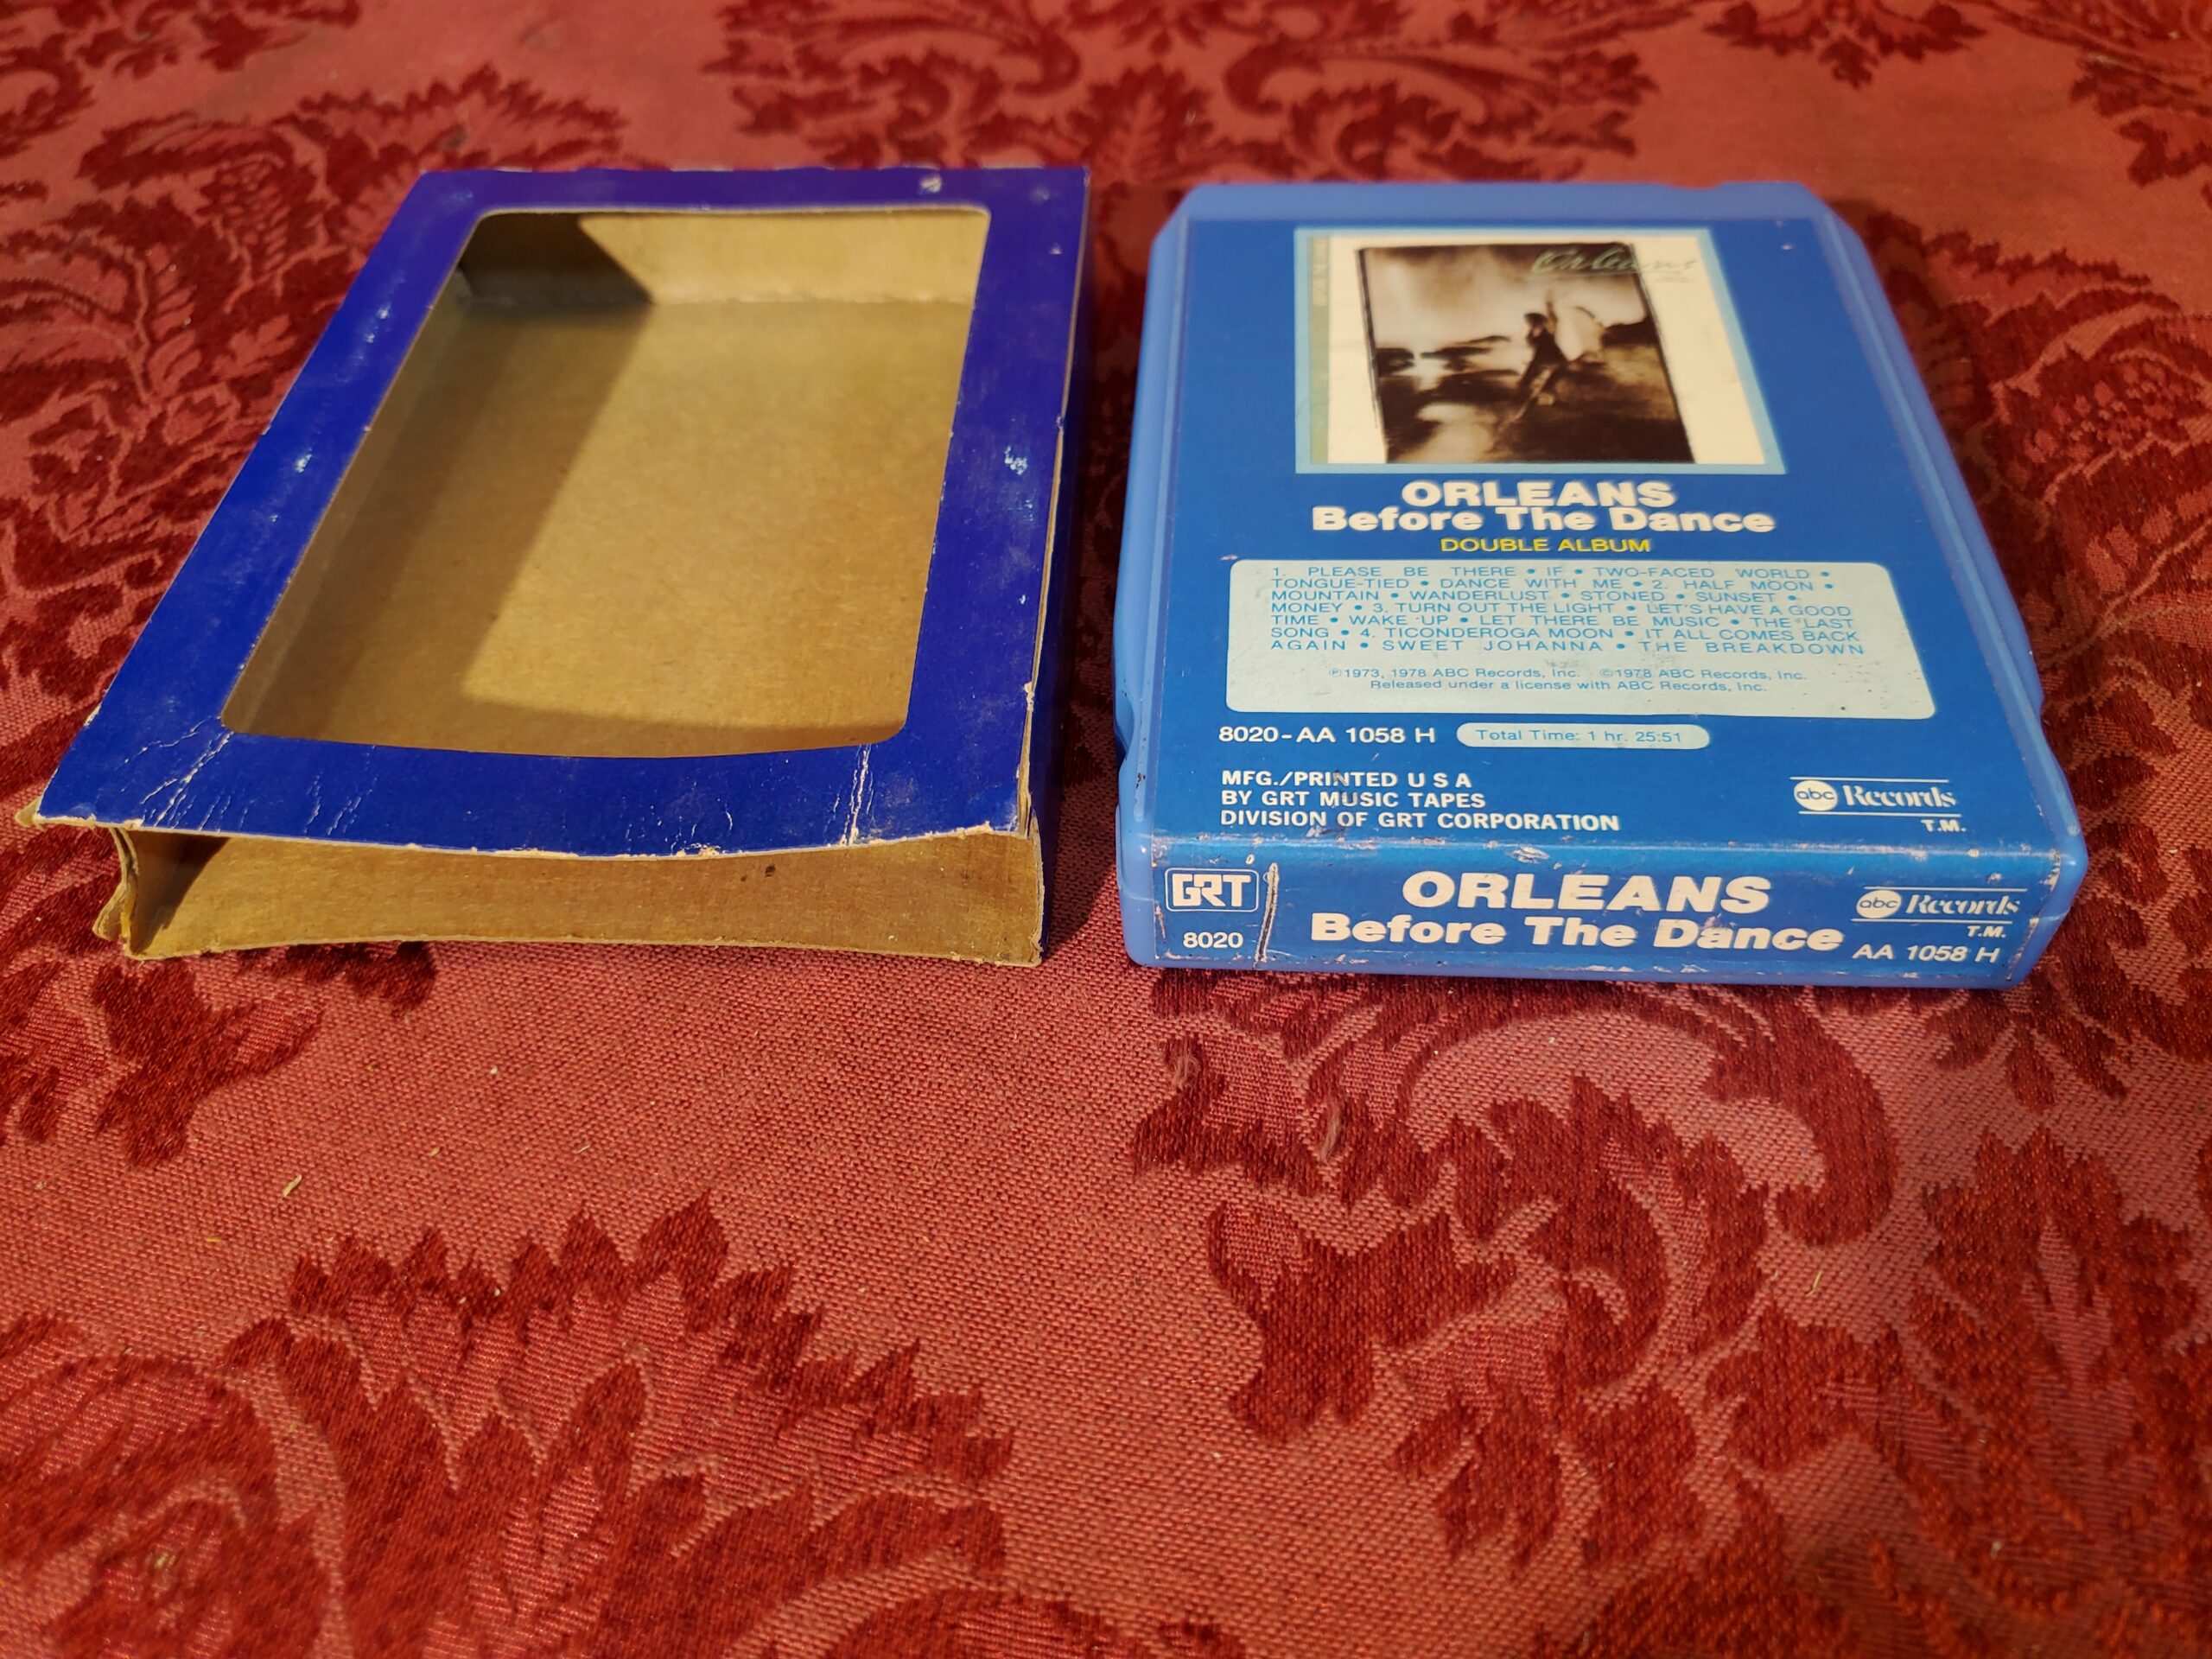 Orleans
ORLEANS
Before The Dance
DOUBLE ALBUM
1. PLEASE BE THERE • IF • TWO-FACED WORLD •
TONGUE-TIED • DANCE WITH ME • 2. HALF MOON •
MOUNTAIN • WANDERLUST • STONED • SUNSET •
MONEY • 3. TURN OUT THE LIGHT • LET'S HAVE A GOOD
TIME • WAKE UP • LET THERE BE MUSIC • THE LAST
SONG • 4. TICONDEROGA MOON • IT ALL COMES BACK
AGAIN • SWEET JOHANNA • THE BREAKDOWN
℗1973, 1978 ABC Records, Inc. ©1978 ABC Records, Inc.
Released under a license with ABC Records, Inc.
8020-AA 1058 H Total Time: 1 hr. 25:51
MFG./PRINTED U S A
BY GRT MUSIC TAPES
DIVISION OF GRT CORPORATION
abc Records
T.M.
GRT
8020
ORLEANS
Before The Dance
abc Records
T.M.
AA 1058 H